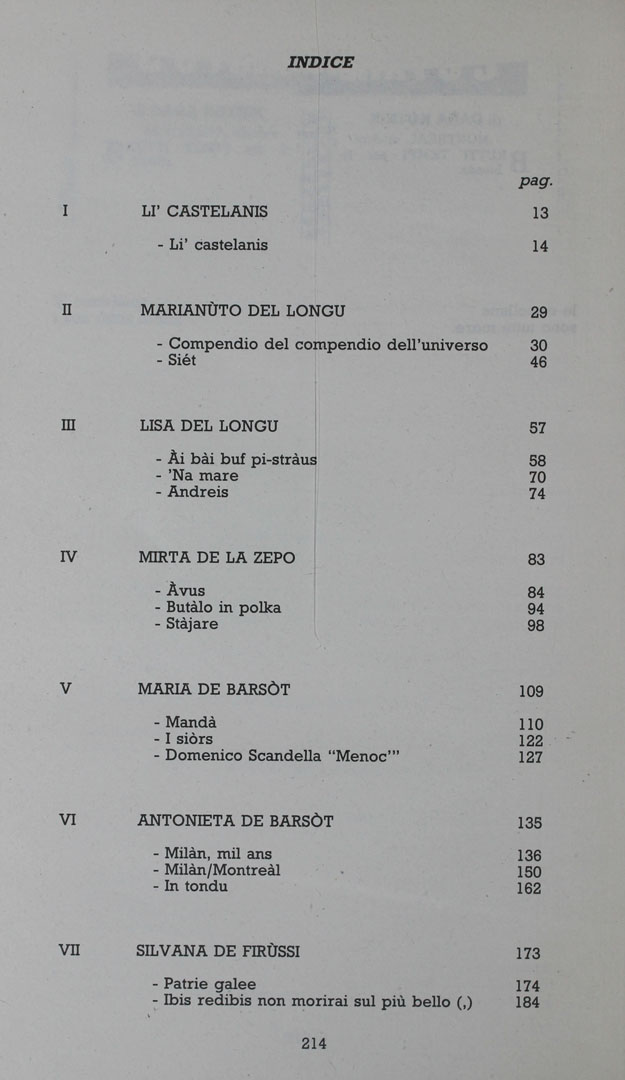 INDICE
pag.
I LI' CASTELANIS 13
- Li' castelanis 14
II MARIANÙTO DEL LONGU 29
- Compendio del compendio dell'universo 30
- Siét 46
III LISA DEL LONGU 57
- Ài bài buf pi-stràus 58
- 'Na mare 70
- Andreis 74
IV MIRTA DE LA ZEPO 83
- Àvus 84
- Butàlo in polka 94
- Stàjare 98
V MARIA DE BARSÒT 109
- Mandà 110
- I siòrs 122
- Domenico Scandella "Menoc'" 127
VI ANTONIETA DE BARSÒT 135
- Milàn, mil ans 136
- Milàn/Montreàl 150
- In tondu 162
VII SILVANA DE FIRÙSSI 173
- Patrie galee 174
- Ibis redibis non morirai sul più bello (,) 184
214